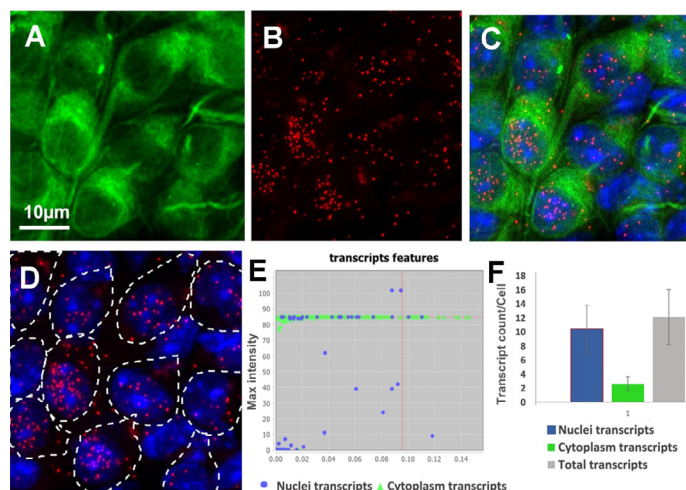 A
B
C
10µm
D
E
transcripts features
Max intensity
100
90
80
70
60
50
40
30
20
10
0
0.00 0.02 0.04 0.06 0.08 0.10 0.12 0.14
Nuclei transcripts Cytoplasm transcripts
F
Transcript count/Cell
18
16
14
12
10
8
6
4
2
0
1
Nuclei transcripts
Cytoplasm transcripts
Total transcripts